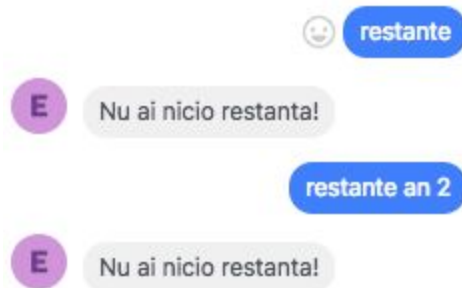 restante
E
Nu ai nicio restanta!
restante an 2
E
Nu ai nicio restanta!